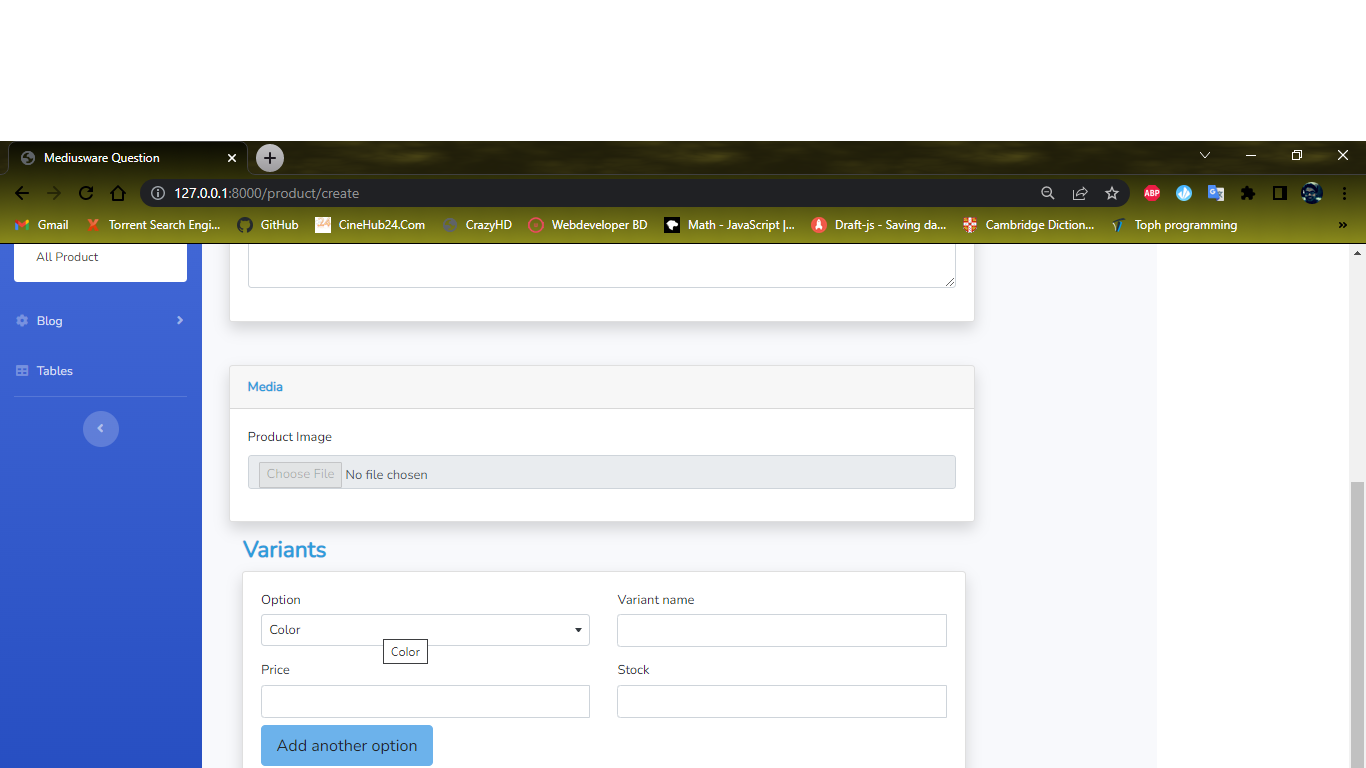 Mediusware Question
127.0.0.1:8000/product/create
ABP
Gmail Torrent Search Engi... GitHub CineHub24.Com CrazyHD Webdeveloper BD Math - JavaScript |... Draft-js - Saving da... Cambridge Diction... Toph programming »
All Product
Blog
Tables
Media
Product Image
Choose File No file chosen
Variants
Option Variant name
Color
Color
Price Stock
Add another option